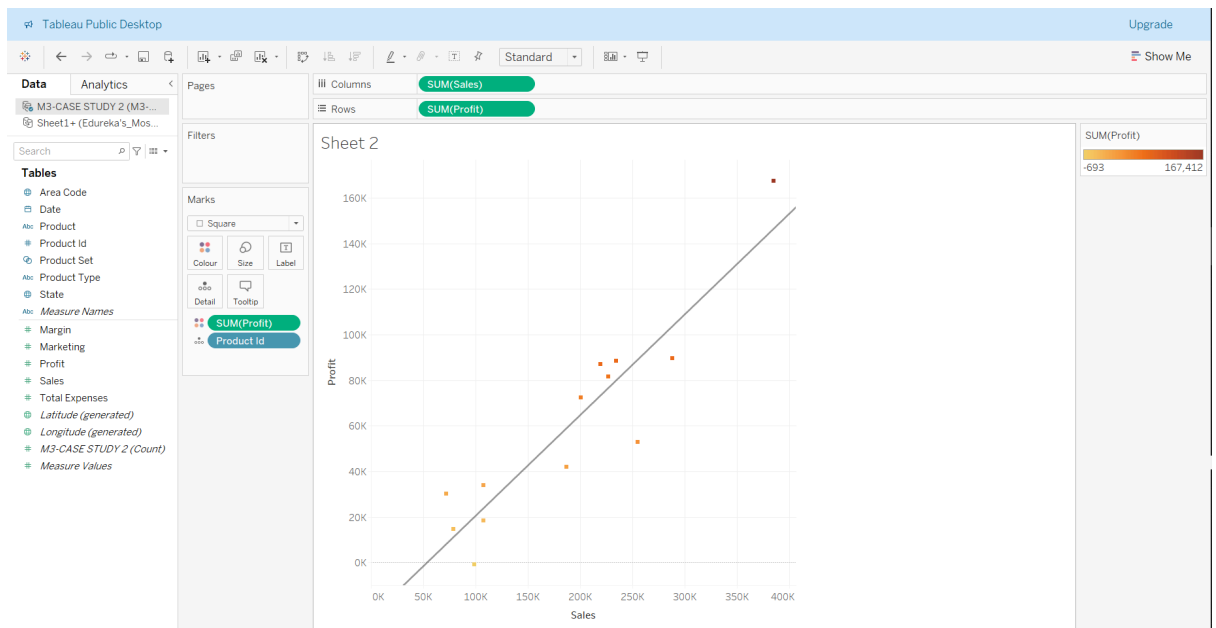 Tableau Public Desktop
Upgrade
Standard
Show Me
Data
Analytics
M3-CASE STUDY 2 (M3-...
Sheet1+ (Edureka's_Mos...
Search
Tables
Area Code
Date
Abc Product
# Product Id
Product Set
Abc Product Type
State
Abc Measure Names
# Margin
# Marketing
# Profit
# Sales
# Total Expenses
Latitude (generated)
Longitude (generated)
# M3-CASE STUDY 2 (Count)
# Measure Values
Pages
Filters
Marks
Square
Colour
Size
T
Label
Detail
Tooltip
SUM(Profit)
Product Id
Columns
SUM(Sales)
Rows
SUM(Profit)
Sheet 2
160K
140K
120K
100K
80K
60K
40K
20K
0K
Profit
0K
50K
100K
150K
200K
250K
300K
350K
400K
Sales
SUM(Profit)
-693
167,412